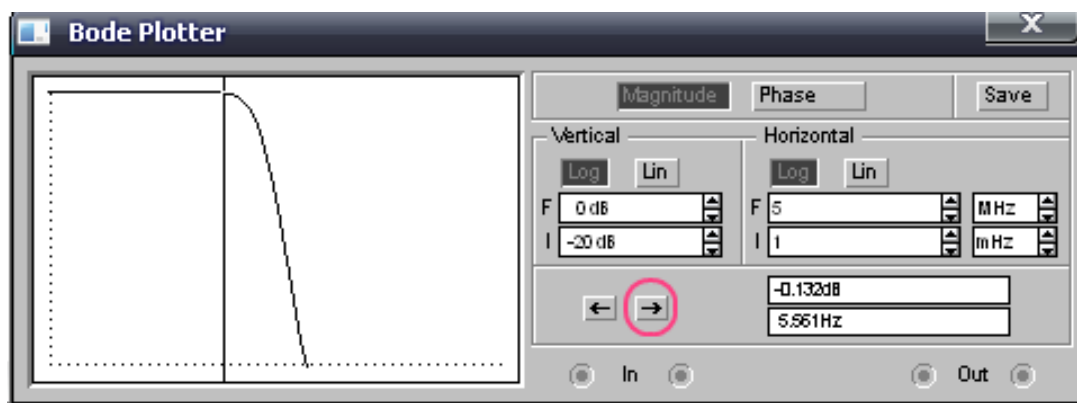 Bode Plotter
X
Magnitude Phase Save
Vertical Horizontal
Log Lin Log Lin
F 0 dB F 5 MHz
I -20 dB I 1 mHz
← → -0.132dB
5.561Hz
In Out